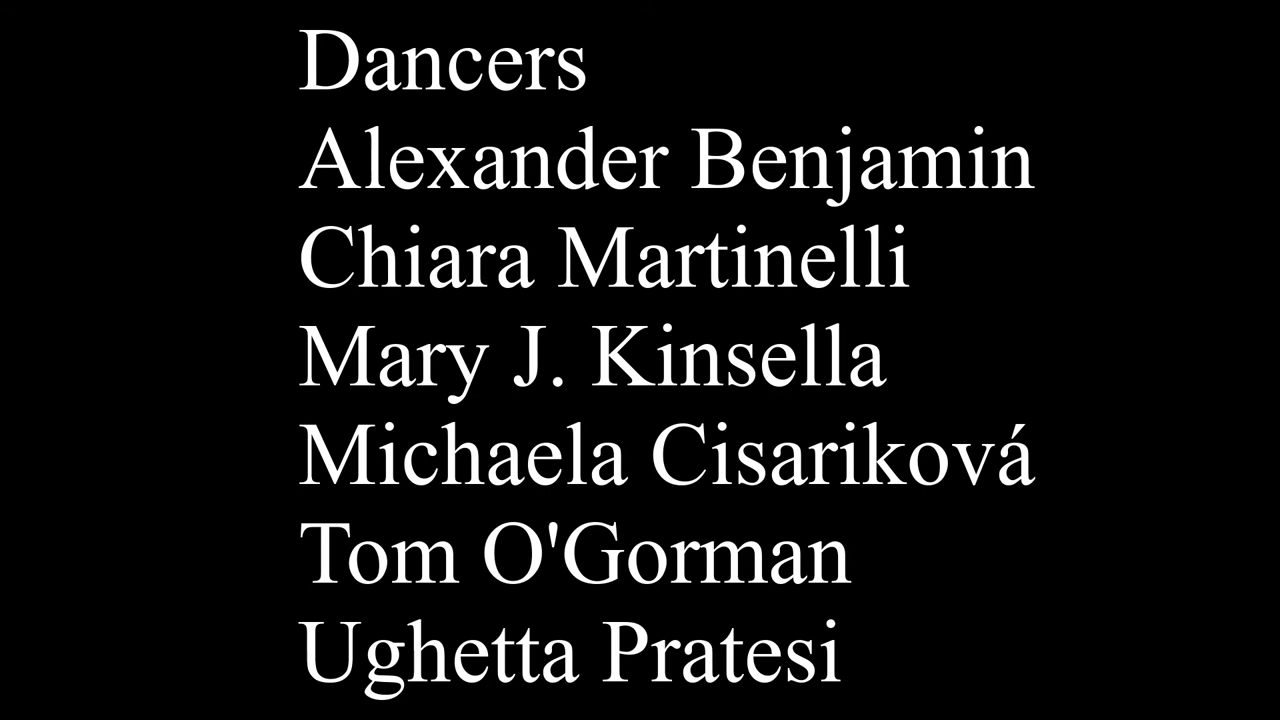 Dancers
Alexander Benjamin
Chiara Martinelli
Mary J. Kinsella
Michaela Cisariková
Tom O'Gorman
Ughetta Pratesi